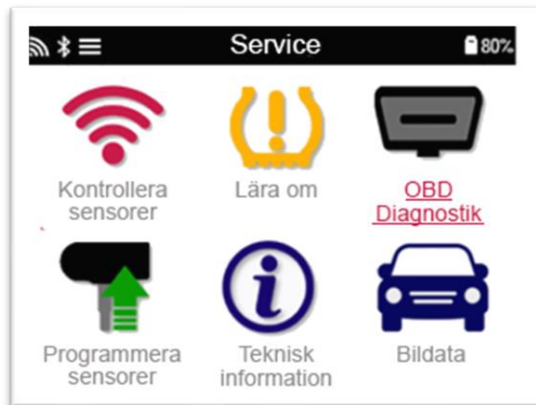 Service
80%
Kontrollera
sensorer
Lära om
OBD
Diagnostik
Programmera
sensorer
Teknisk
information
Bildata